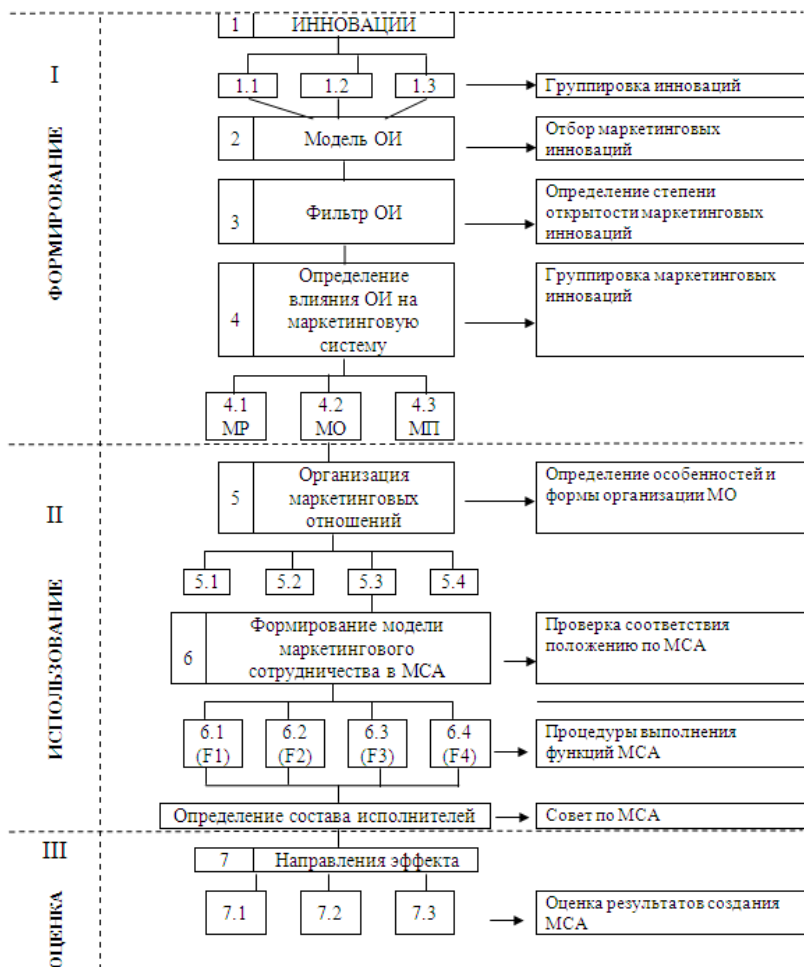 1 ИННОВАЦИИ
I
1.1 1.2 1.3
Группировка инноваций
ФОРМИРОВАНИЕ
2 Модель ОИ
Отбор маркетинговых
инноваций
3 Фильтр ОИ
Определение степени
открытости маркетинговых
инноваций
4
Определение
влияния ОИ на
маркетинговую
систему
Группировка маркетинговых
инноваций
4.1 4.2 4.3
МР МО МП
II
ИСПОЛЬЗОВАНИЕ
5
Организация
маркетинговых
отношений
Определение особенностей и
формы организации МО
5.1 5.2 5.3 5.4
6
Формирование модели
маркетингового
сотрудничества в МСА
Проверка соответствия
положению по МСА
6.1 6.2 6.3 6.4
(F1) (F2) (F3) (F4)
Процедуры выполнения
функций МСА
Определение состава исполнителей
Совет по МСА
III
ОЦЕНКА
7 Направления эффекта
7.1 7.2 7.3
Оценка результатов создания
МСА